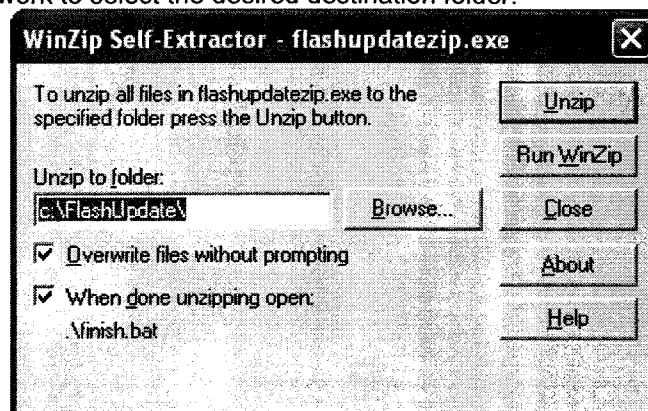 work to select the desired destination folder.
WinZip Self-Extractor - flashupdatezip.exe
To unzip all files in flashupdatezip.exe to the
specified folder press the Unzip button.
Unzip to folder:
c:\FlashUpdate\
Browse...
Overwrite files without prompting
When done unzipping open:
.\finish.bat
Unzip
Run WinZip
Close
About
Help